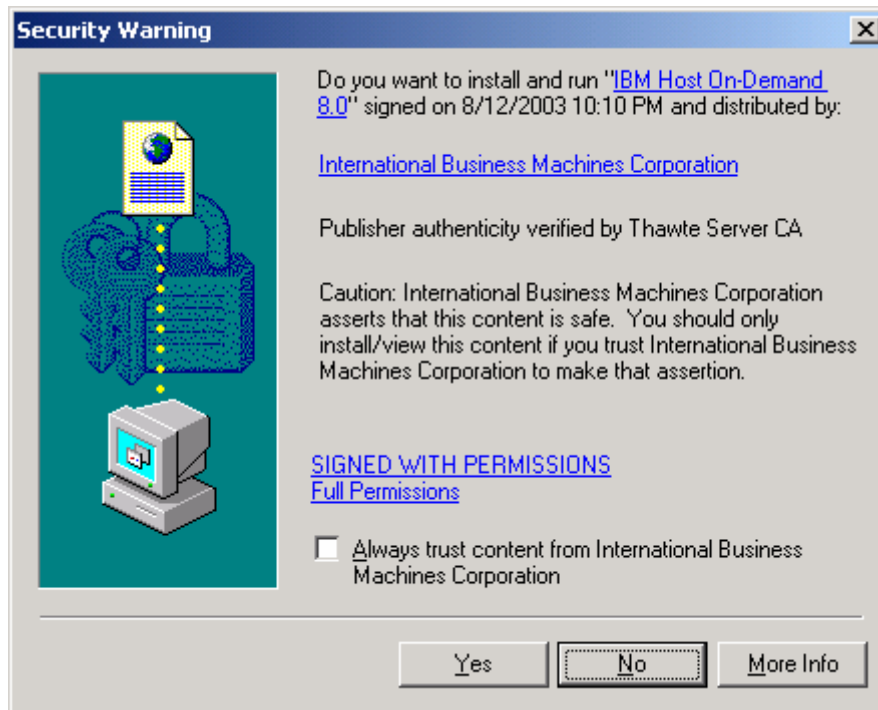 Security Warning
Do you want to install and run "IBM Host On-Demand
8.0" signed on 8/12/2003 10:10 PM and distributed by:
International Business Machines Corporation
Publisher authenticity verified by Thawte Server CA
Caution: International Business Machines Corporation
asserts that this content is safe.  You should only
install/view this content if you trust International Business
Machines Corporation to make that assertion.
SIGNED WITH PERMISSIONS
Full Permissions
Always trust content from International Business
Machines Corporation
Yes No More Info